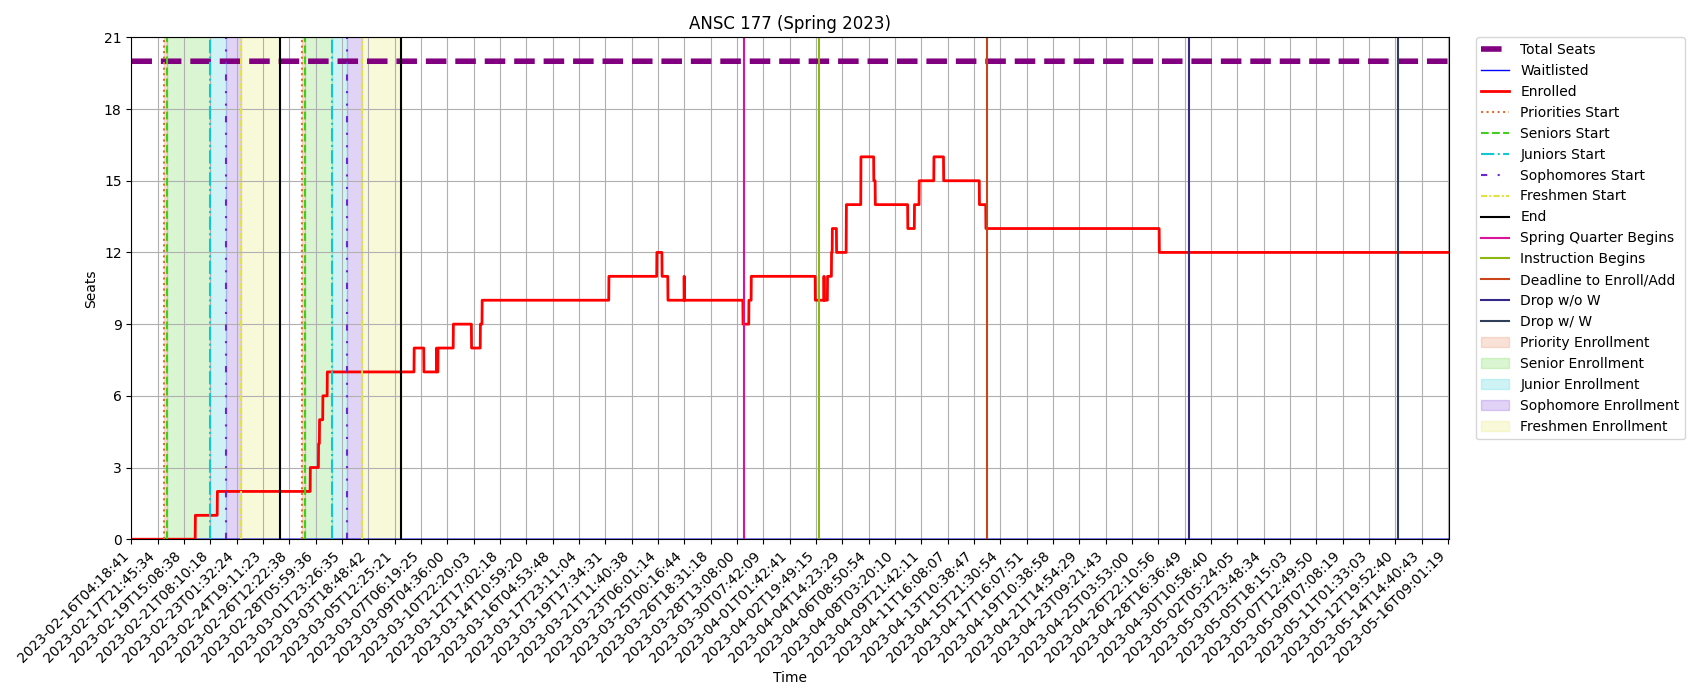 ANSC 177 (Spring 2023)
21
18
15
12
9
6
3
0
Seats
2023-02-16T04:18:41
2023-02-17T21:45:34
2023-02-19T15:08:38
2023-02-21T08:10:18
2023-02-23T01:32:24
2023-02-24T19:11:23
2023-02-26T12:22:38
2023-02-28T05:59:36
2023-03-01T23:26:35
2023-03-03T18:48:42
2023-03-05T12:25:21
2023-03-07T06:19:25
2023-03-09T04:36:00
2023-03-10T22:20:03
2023-03-12T17:02:18
2023-03-14T10:59:20
2023-03-16T04:53:48
2023-03-17T23:11:04
2023-03-19T17:34:31
2023-03-21T11:40:38
2023-03-23T06:01:14
2023-03-25T00:16:44
2023-03-26T18:31:18
2023-03-28T13:08:00
2023-03-30T07:42:09
2023-04-01T01:42:41
2023-04-02T19:49:15
2023-04-04T14:23:29
2023-04-06T08:50:54
2023-04-08T03:20:10
2023-04-09T21:42:11
2023-04-11T16:08:07
2023-04-13T10:38:47
2023-04-15T21:30:54
2023-04-17T16:07:51
2023-04-19T10:38:58
2023-04-21T14:54:29
2023-04-23T09:21:43
2023-04-25T03:53:00
2023-04-26T22:10:56
2023-04-28T16:36:49
2023-04-30T10:58:40
2023-05-02T05:24:05
2023-05-03T23:48:34
2023-05-05T18:15:03
2023-05-07T12:49:50
2023-05-09T07:08:19
2023-05-11T01:33:03
2023-05-12T19:52:40
2023-05-14T14:40:43
2023-05-16T09:01:19
Time
Total Seats
Waitlisted
Enrolled
Priorities Start
Seniors Start
Juniors Start
Sophomores Start
Freshmen Start
End
Spring Quarter Begins
Instruction Begins
Deadline to Enroll/Add
Drop w/o W
Drop w/ W
Priority Enrollment
Senior Enrollment
Junior Enrollment
Sophomore Enrollment
Freshmen Enrollment